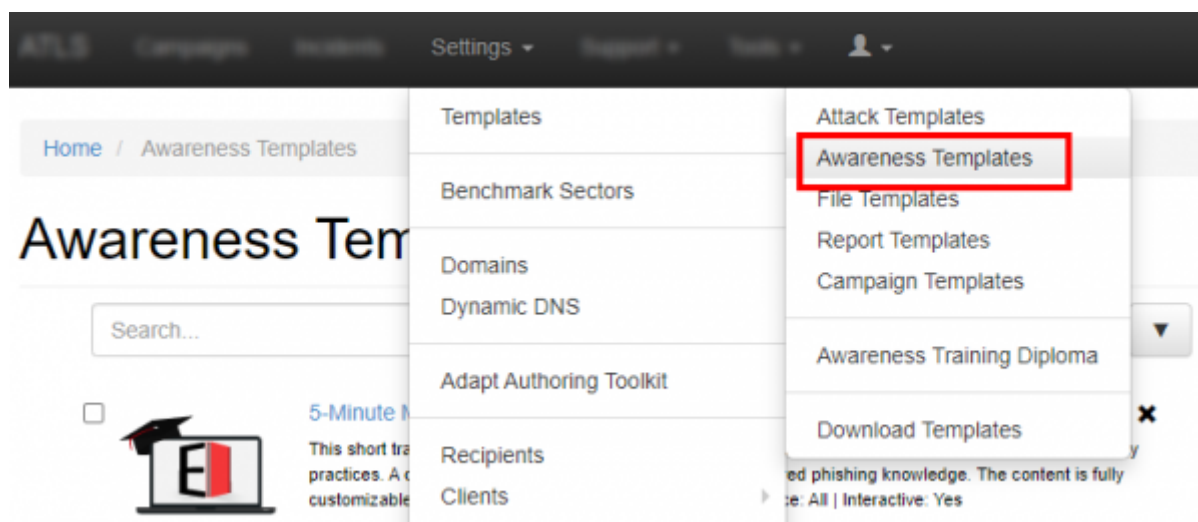 Settings
Templates
Attack Templates
Home / Awareness Templates
Awareness Templates
Benchmark Sectors
File Templates
Awareness Tem
Report Templates
Domains
Campaign Templates
Dynamic DNS
Search...
Awareness Training Diploma
Adapt Authoring Toolkit
5-Minute
Download Templates
This short
Recipients
practices. A
phishing knowledge. The content is fully
customizable
Clients
All | Interactive: Yes